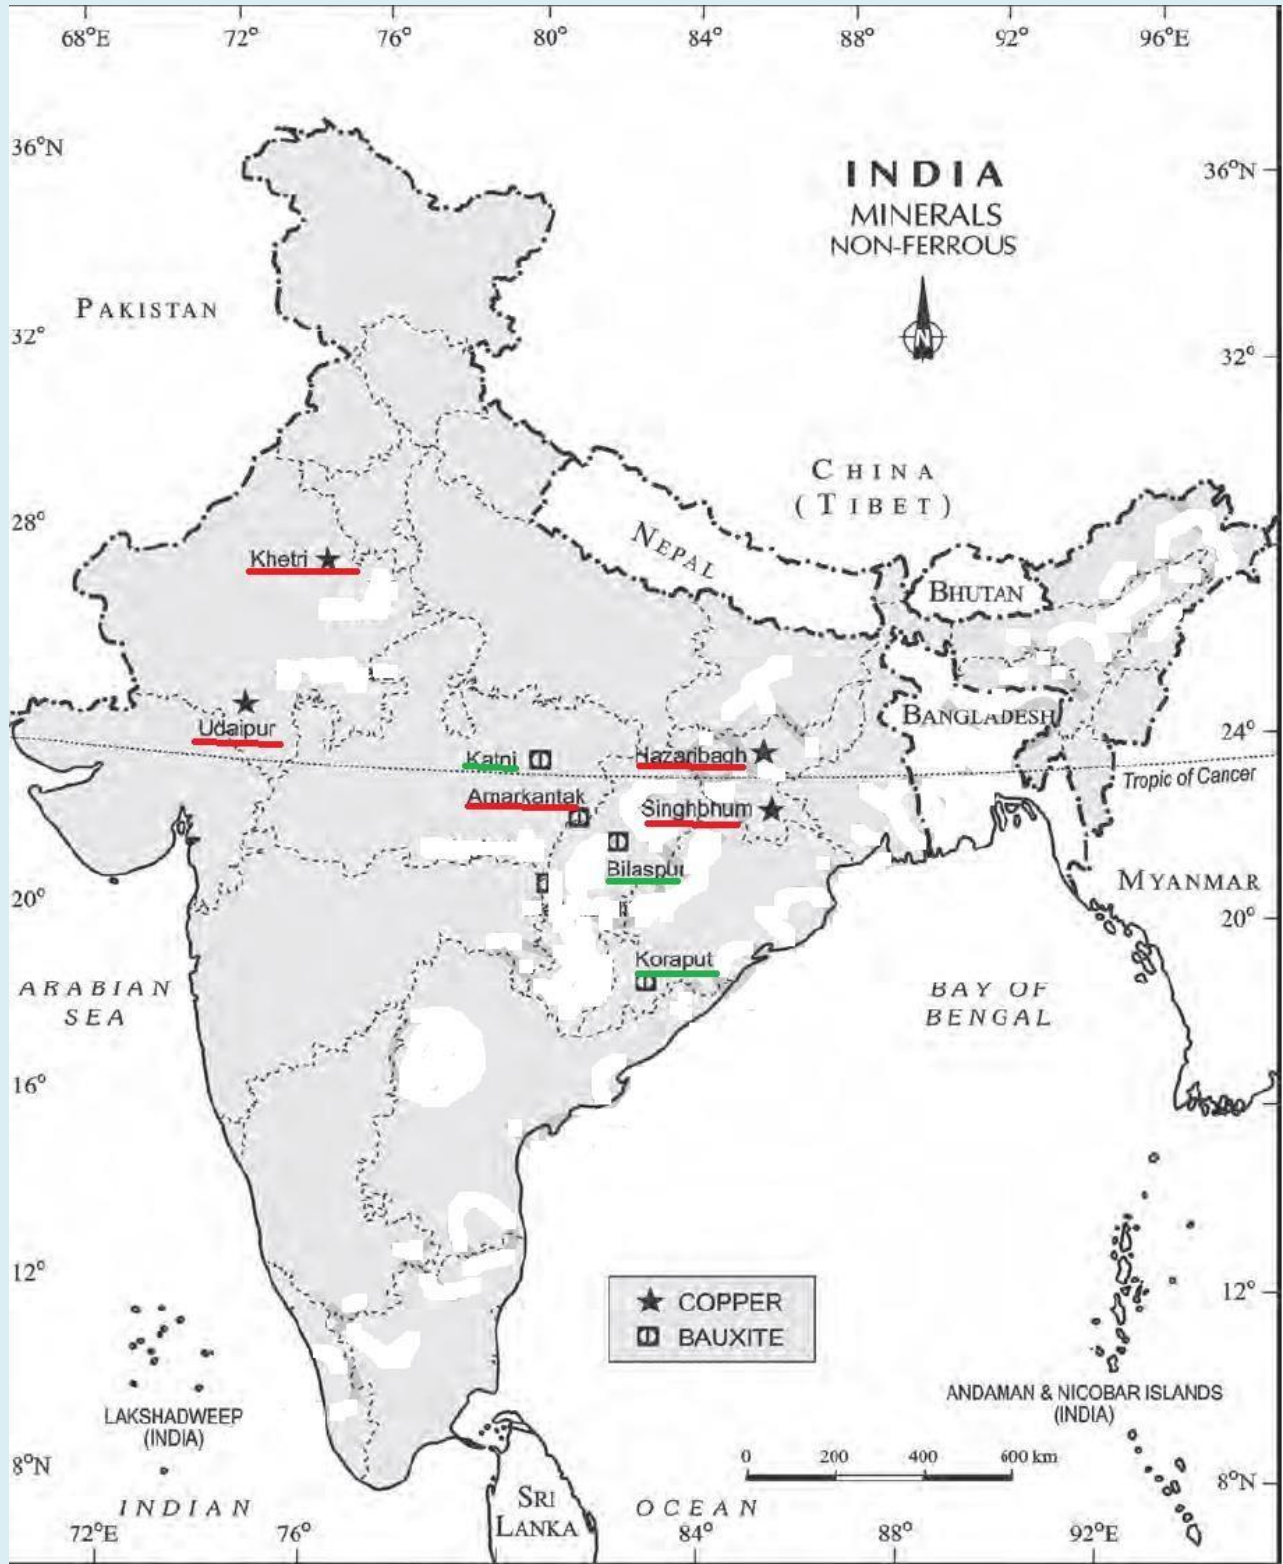 68°E 72° 76° 80° 84° 88° 92° 96°E
36°N
36°N
INDIA
MINERALS
NON-FERROUS
N
PAKISTAN
32°
32°
CHINA
(TIBET)
28°
NEPAL
Khetri
BHUTAN
Udaipur
BANGLADESH
24°
Katni
Hazaribagh
Tropic of Cancer
Amarkantak
Singhbhum
Bilaspur
20°
MYANMAR
20°
Koraput
ARABIAN
SEA
BAY OF
BENGAL
16°
12°
12°
COPPER
BAUXITE
LAKSHADWEEP
(INDIA)
ANDAMAN & NICOBAR ISLANDS
(INDIA)
0 200 400 600 km
8°N
8°N
INDIAN
SRI
LANKA
OCEAN
72°E 76° 84° 88° 92°E